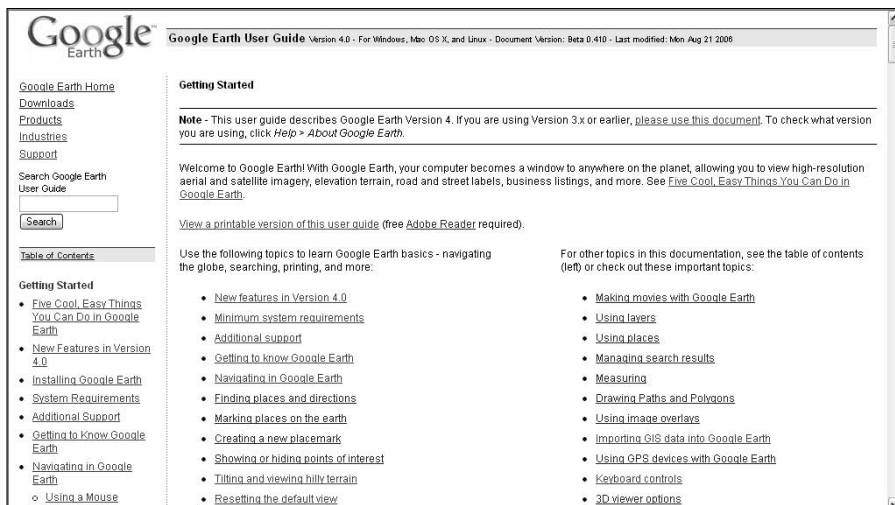 Google
Earth
Google Earth User Guide Version 4.0 - For Windows, Mac OS X, and Linux - Document Version: Beta 0.410 - Last modified: Mon Aug 21 2006
Google Earth Home
Downloads
Products
Industries
Support
Search Google Earth
User Guide
Search
Table of Contents
Getting Started
• Five Cool, Easy Things
You Can Do in Google
Earth
• New Features in Version
4.0
• Installing Google Earth
• System Requirements
• Additional Support
• Getting to Know Google
Earth
• Navigating in Google
Earth
o Using a Mouse
Getting Started
Note - This user guide describes Google Earth Version 4. If you are using Version 3.x or earlier, please use this document. To check what version
you are using, click Help > About Google Earth.
Welcome to Google Earth! With Google Earth, your computer becomes a window to anywhere on the planet, allowing you to view high-resolution
aerial and satellite imagery, elevation terrain, road and street labels, business listings, and more. See Five Cool, Easy Things You Can Do in
Google Earth.
View a printable version of this user guide (free Adobe Reader required).
Use the following topics to learn Google Earth basics - navigating
the globe, searching, printing, and more:
• New features in Version 4.0
• Minimum system requirements
• Additional support
• Getting to know Google Earth
• Navigating in Google Earth
• Finding places and directions
• Marking places on the earth
• Creating a new placemark
• Showing or hiding points of interest
• Tilting and viewing hilly terrain
• Resetting the default view
For other topics in this documentation, see the table of contents
(left) or check out these important topics:
• Making movies with Google Earth
• Using layers
• Using places
• Managing search results
• Measuring
• Drawing Paths and Polygons
• Using image overlays
• Importing GIS data into Google Earth
• Using GPS devices with Google Earth
• Keyboard controls
• 3D viewer options